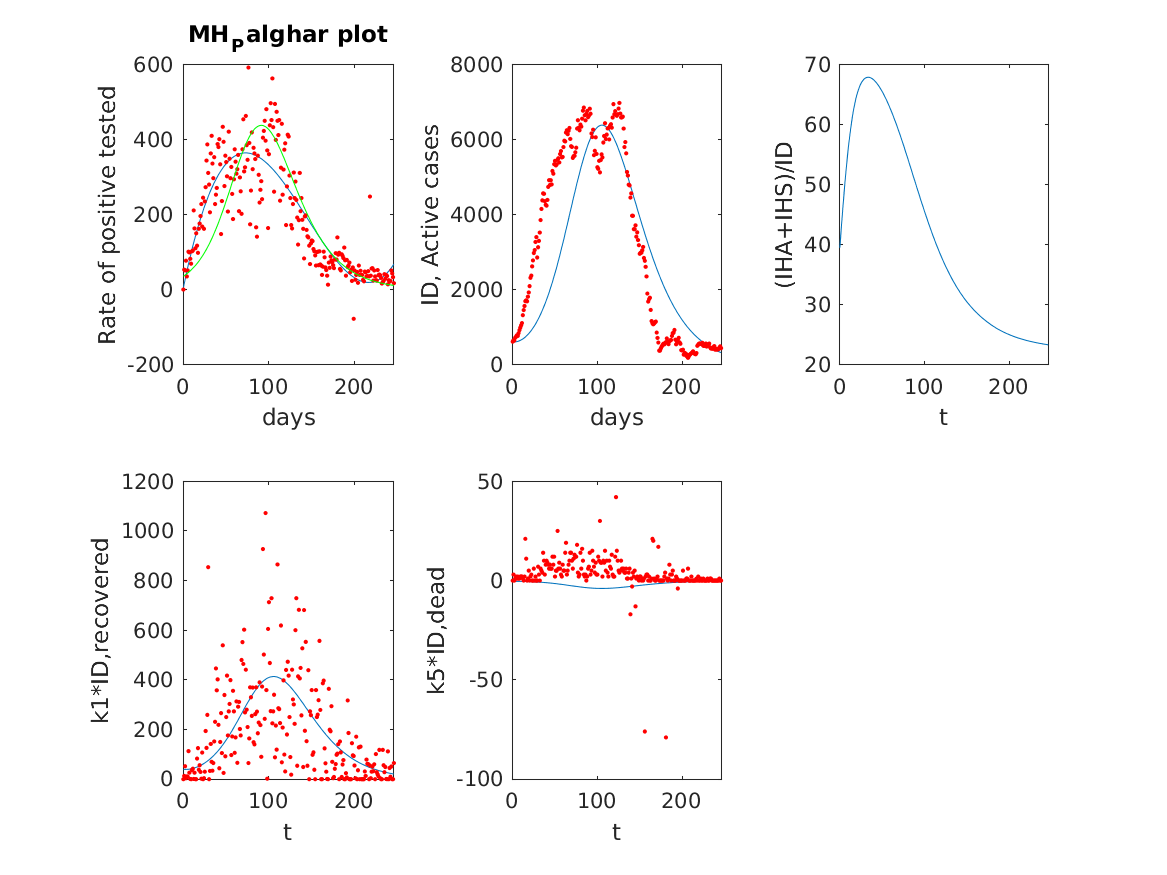 MH_Palghar plot
Rate of positive tested
600
400
200
0
-200
0 100 200
days
ID, Active cases
8000
6000
4000
2000
0
0 100 200
days
(IHA+IHS)/ID
70
60
50
40
30
20
0 100 200
t
k1*ID,recovered
1200
1000
800
600
400
200
0
0 100 200
t
k5*ID,dead
50
0
-50
-100
0 100 200
t